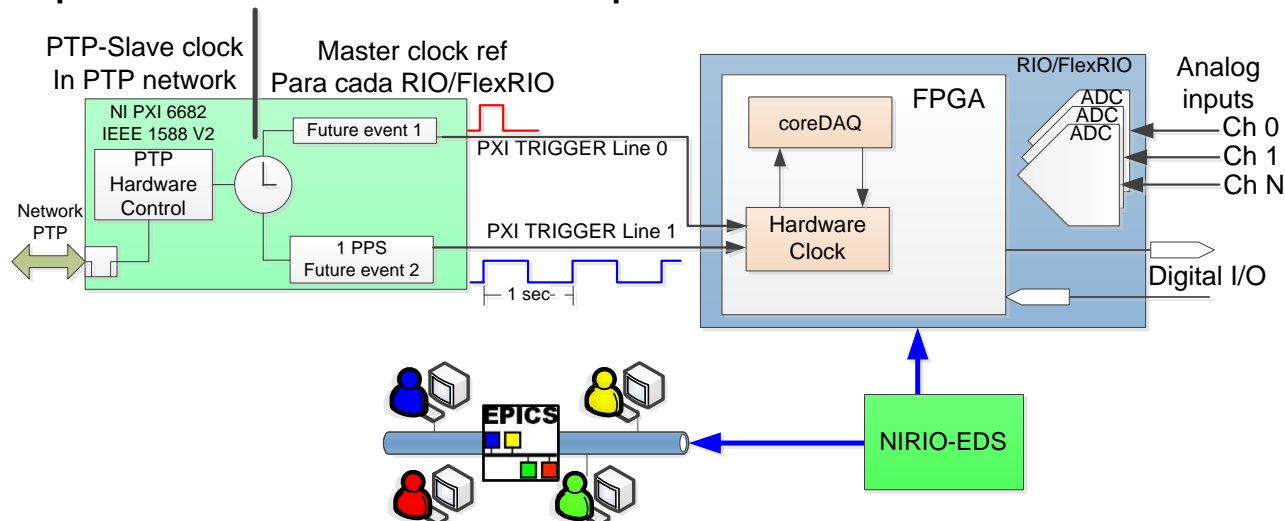 PTP-Slave clock
In PTP network
Master clock ref
Para cada RIO/FlexRIO
NI PXI 6682
IEEE 1588 V2
PTP
Hardware
Control
Network
PTP
Future event 1
1 PPS
Future event 2
PXI TRIGGER Line 0
PXI TRIGGER Line 1
1 sec
RIO/FlexRIO
FPGA
coreDAQ
Hardware
Clock
ADC
ADC
ADC
Analog
inputs
Ch 0
Ch 1
Ch N
Digital I/O
EPICS
NIRIO-EDS